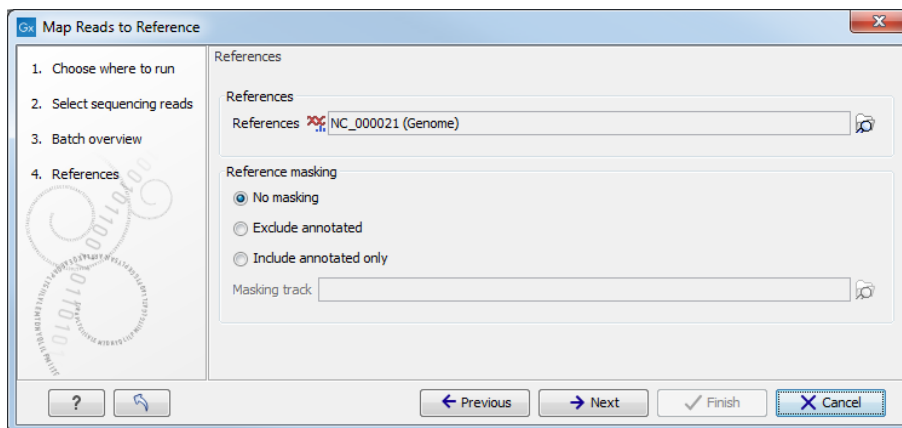 Gx Map Reads to Reference
1. Choose where to run
2. Select sequencing reads
3. Batch overview
4. References
References
References
References NC_000021 (Genome)
Reference masking
No masking
Exclude annotated
Include annotated only
Masking track
? Previous Next Finish Cancel